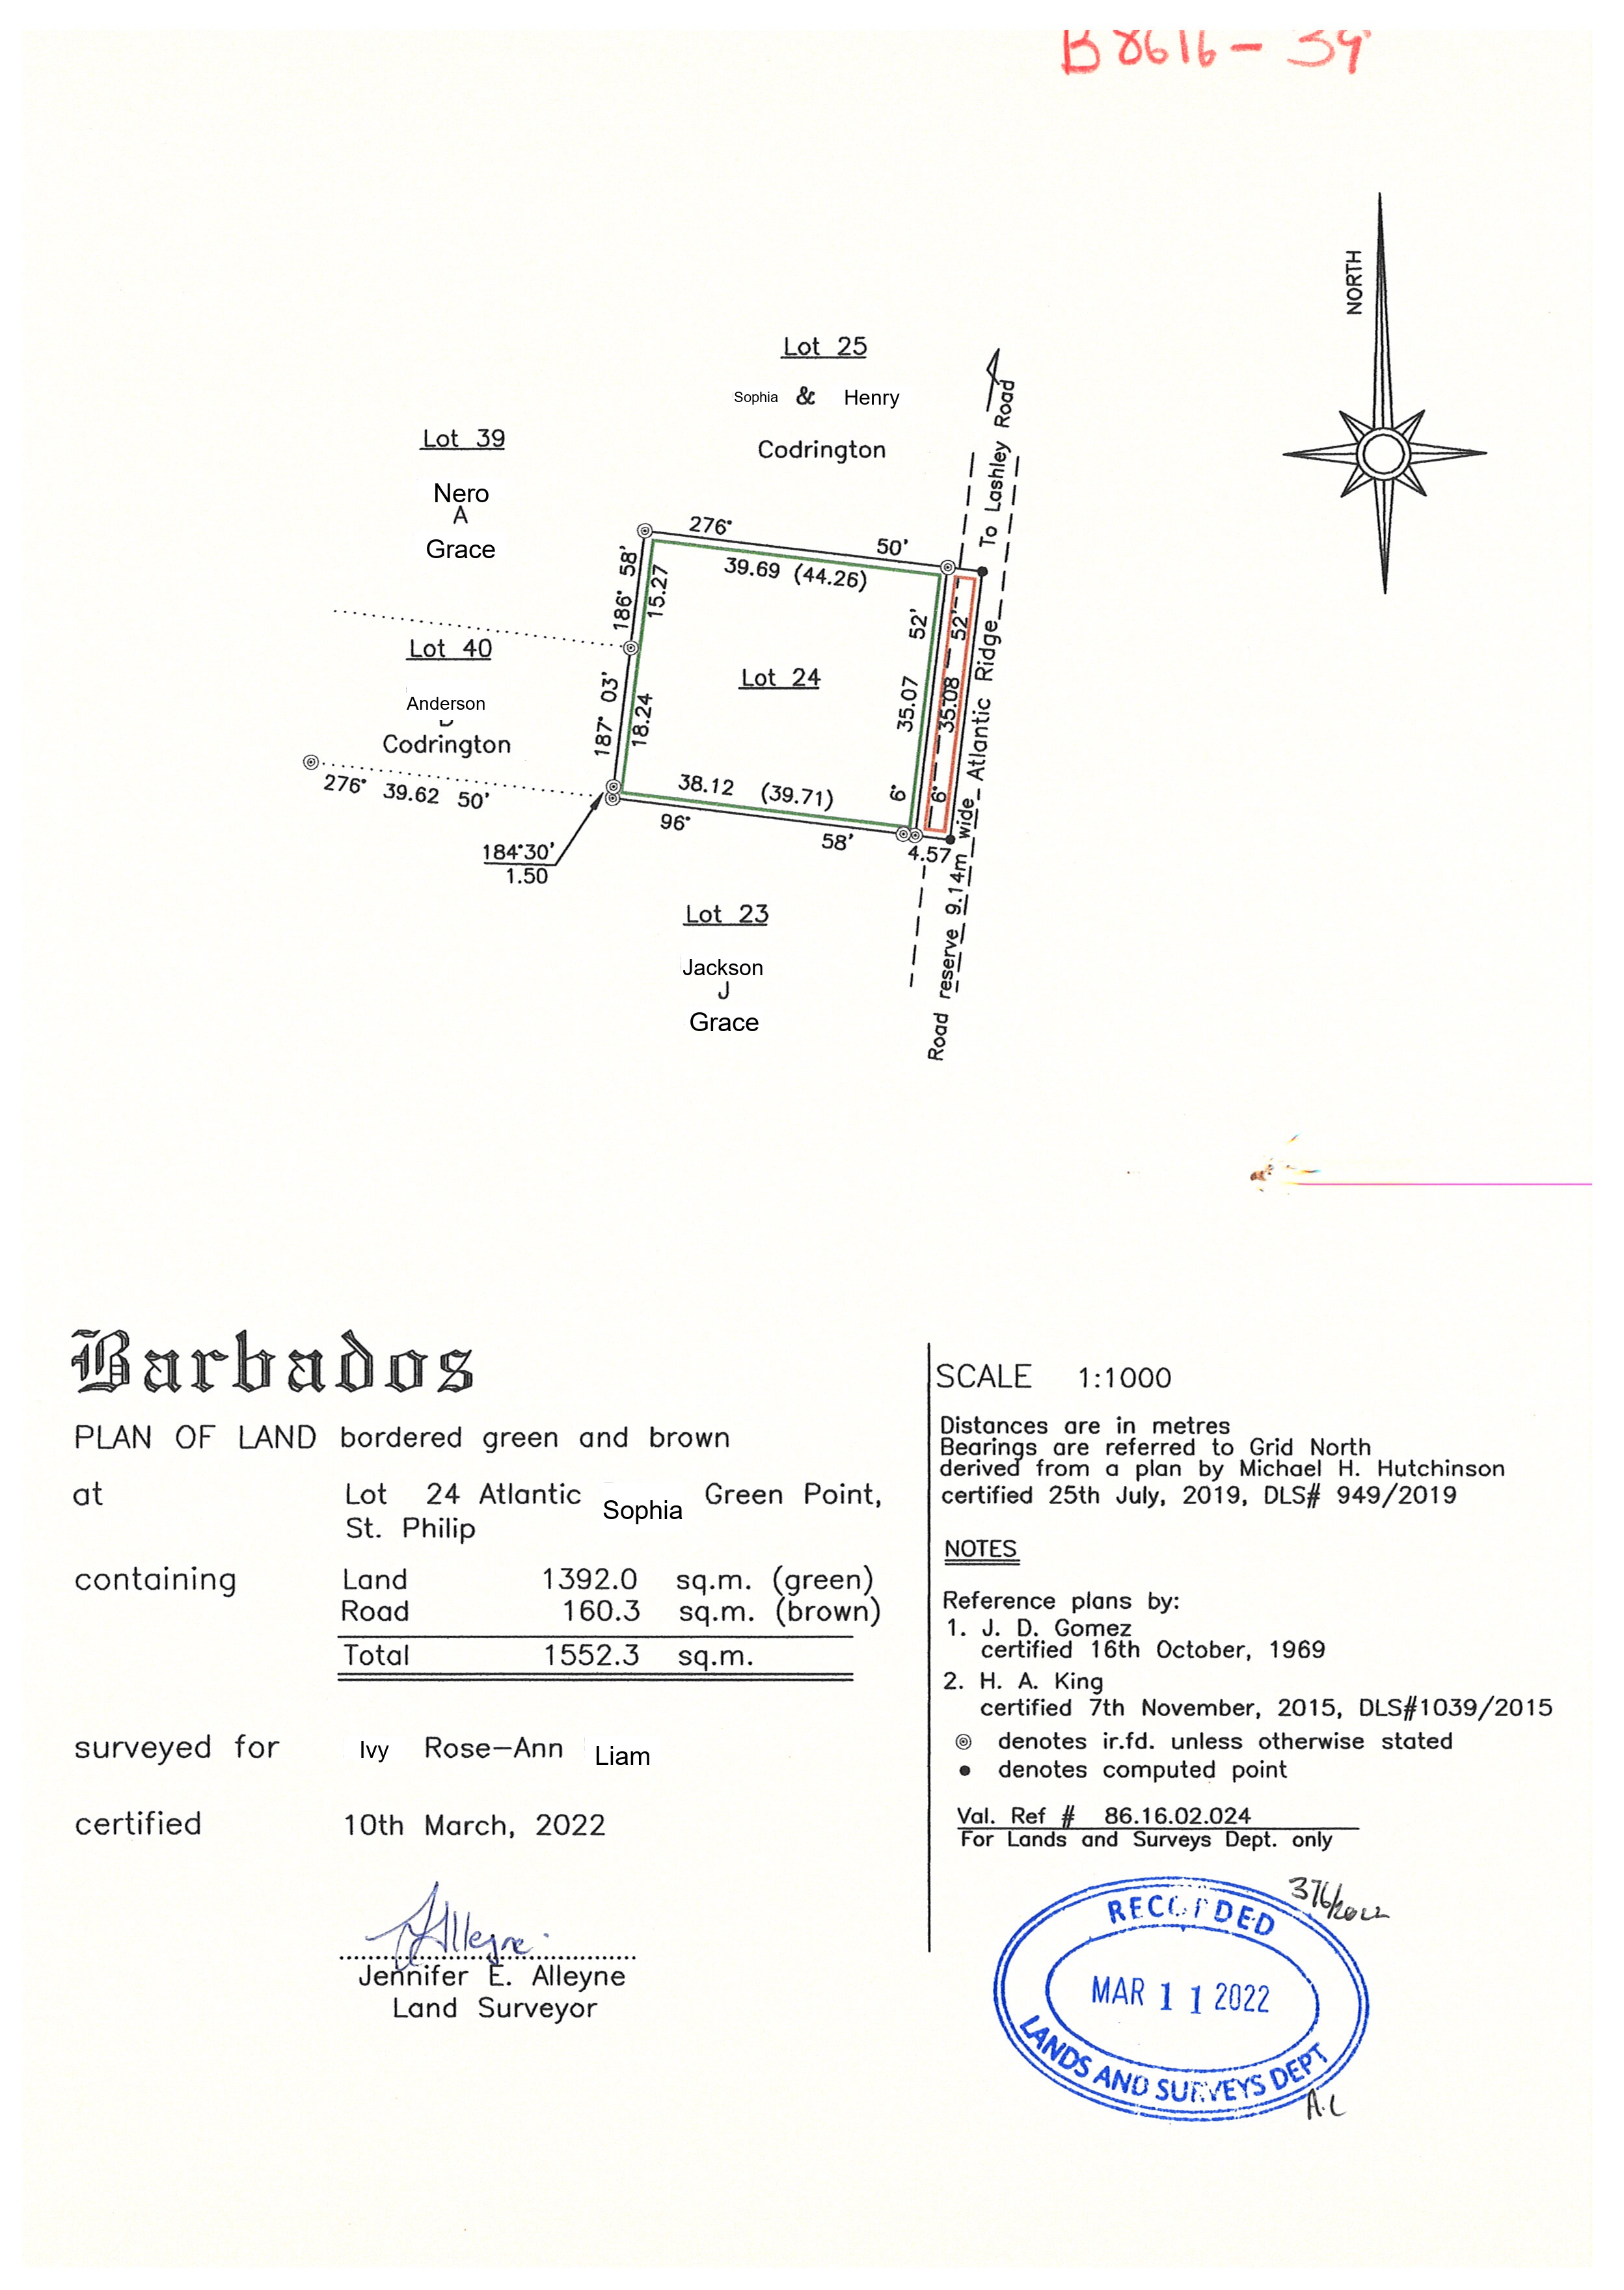 B8616-39
NORTH
Lot 25
Sophia & Henry
Codrington
Lot 39
Nero
A
Grace
To Lashley Road
276° 50'
39.69 (44.26)
186° 58'
15.27
52'
52'
Lot 40
Anderson
Codrington
Lot 24
187° 03'
18.24
35.07
35.08
6°
6°
276° 39.62 50'
38.12 (39.71)
96° 58'
184°30'
1.50
4.57
Road reserve 9.14m wide Atlantic Ridge
Lot 23
Jackson
J
Grace
Barbados
PLAN OF LAND bordered green and brown
at Lot 24 Atlantic Sophia Green Point,
St. Philip
containing Land 1392.0 sq.m. (green)
Road 160.3 sq.m. (brown)
Total 1552.3 sq.m.
surveyed for Ivy Rose-Ann Liam
certified 10th March, 2022
Jennifer E. Alleyne
Land Surveyor
SCALE 1:1000
Distances are in metres
Bearings are referred to Grid North
derived from a plan by Michael H. Hutchinson
certified 25th July, 2019, DLS# 949/2019
NOTES
Reference plans by:
1. J. D. Gomez
certified 16th October, 1969
2. H. A. King
certified 7th November, 2015, DLS#1039/2015
◎ denotes ir.fd. unless otherwise stated
● denotes computed point
Val. Ref # 86.16.02.024
For Lands and Surveys Dept. only
376/2022
RECORDED
MAR 11 2022
LANDS AND SURVEYS DEPT
A.L